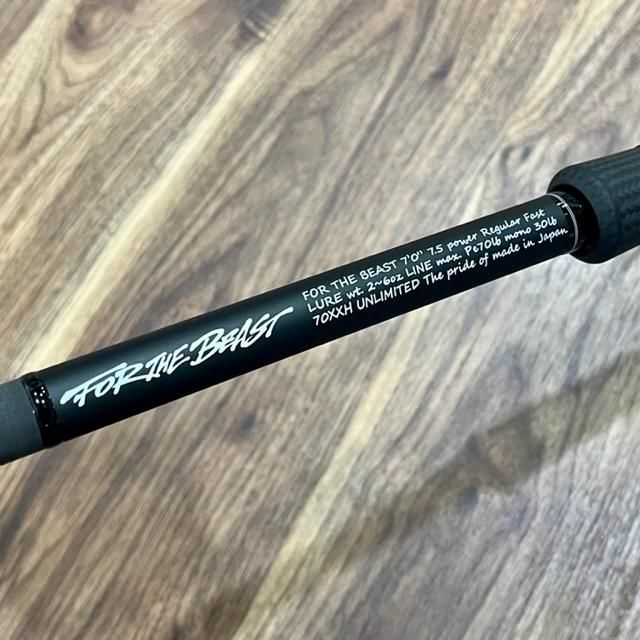 FOR THE BEAST
FOR THE BEAST 7'0" 7.5 power Regular Fast
LURE wt. 2~6oz LINE max. Pe70lb mono 30lb
70XXH UNLIMITED The pride of made in Japan